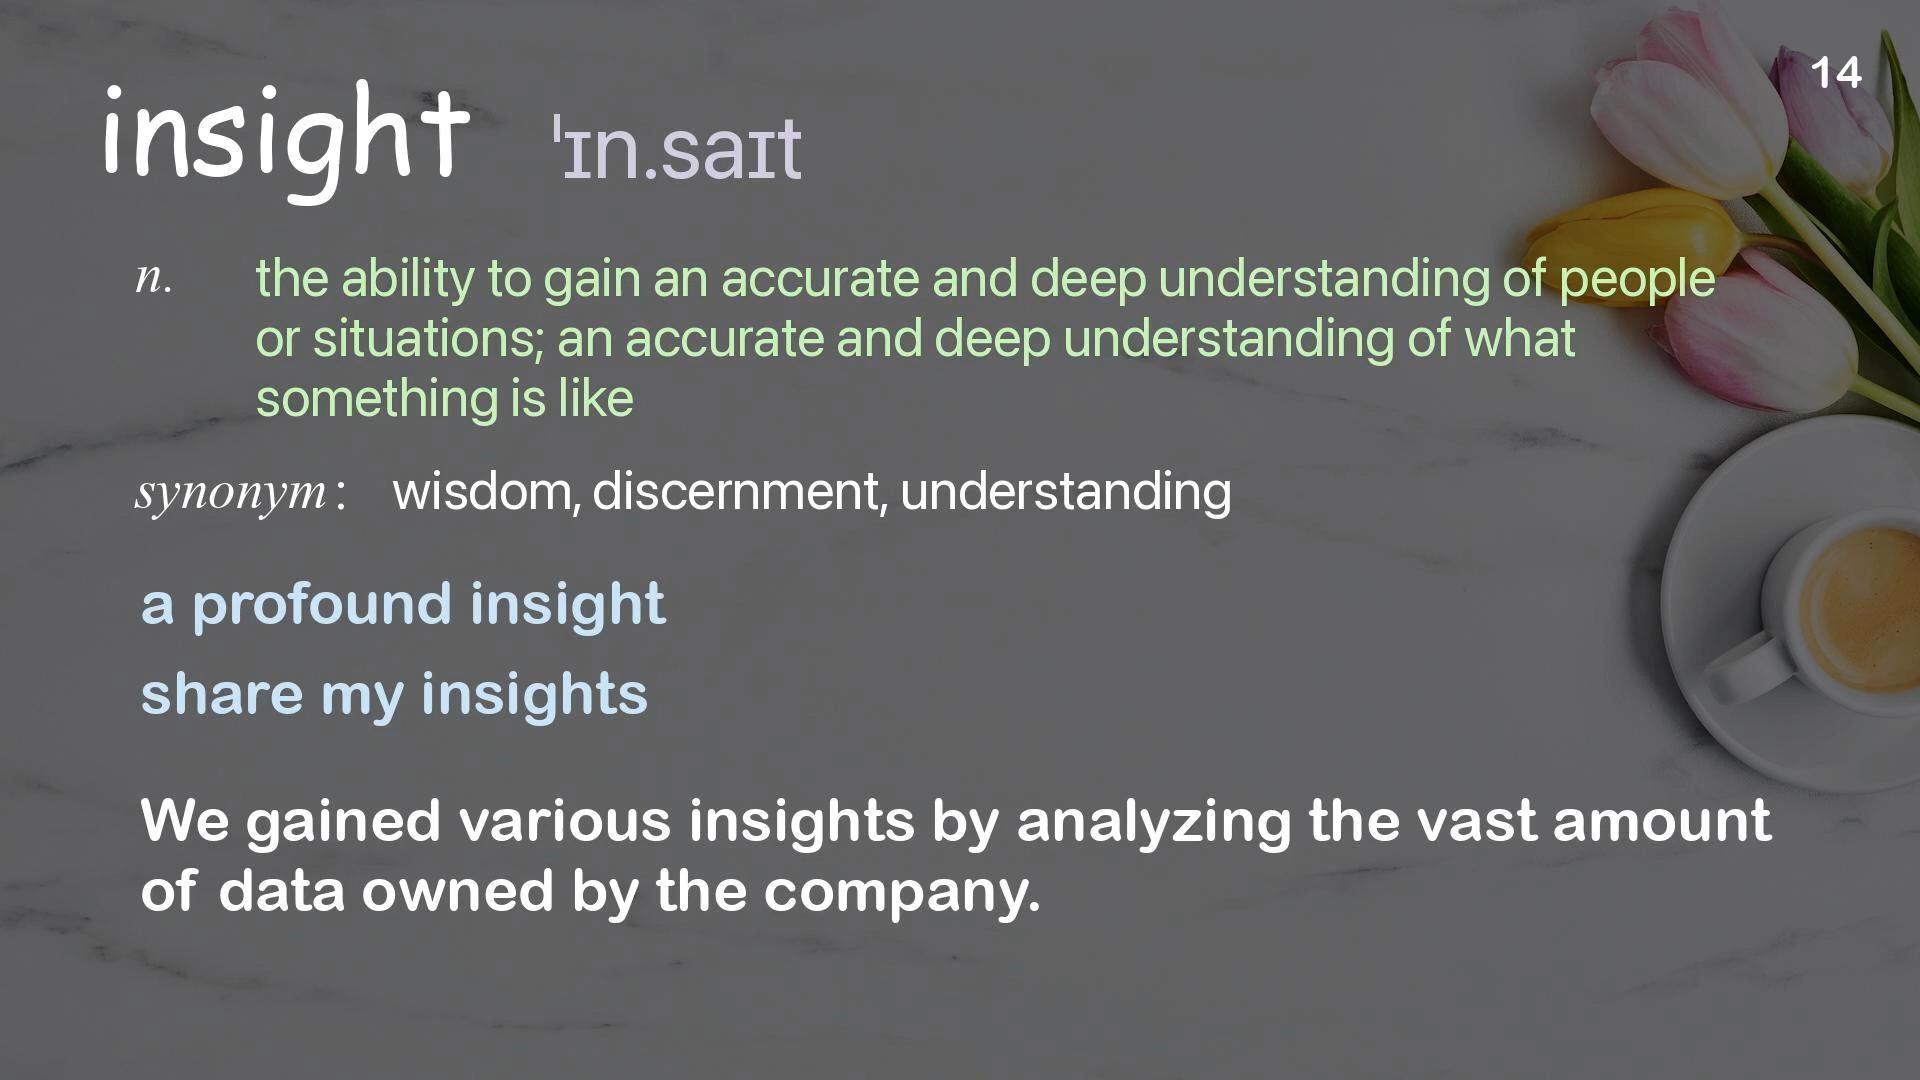 14
insight ˈɪn.saɪt
n. the ability to gain an accurate and deep understanding of people
or situations; an accurate and deep understanding of what
something is like
synonym: wisdom, discernment, understanding
a profound insight
share my insights
We gained various insights by analyzing the vast amount
of data owned by the company.